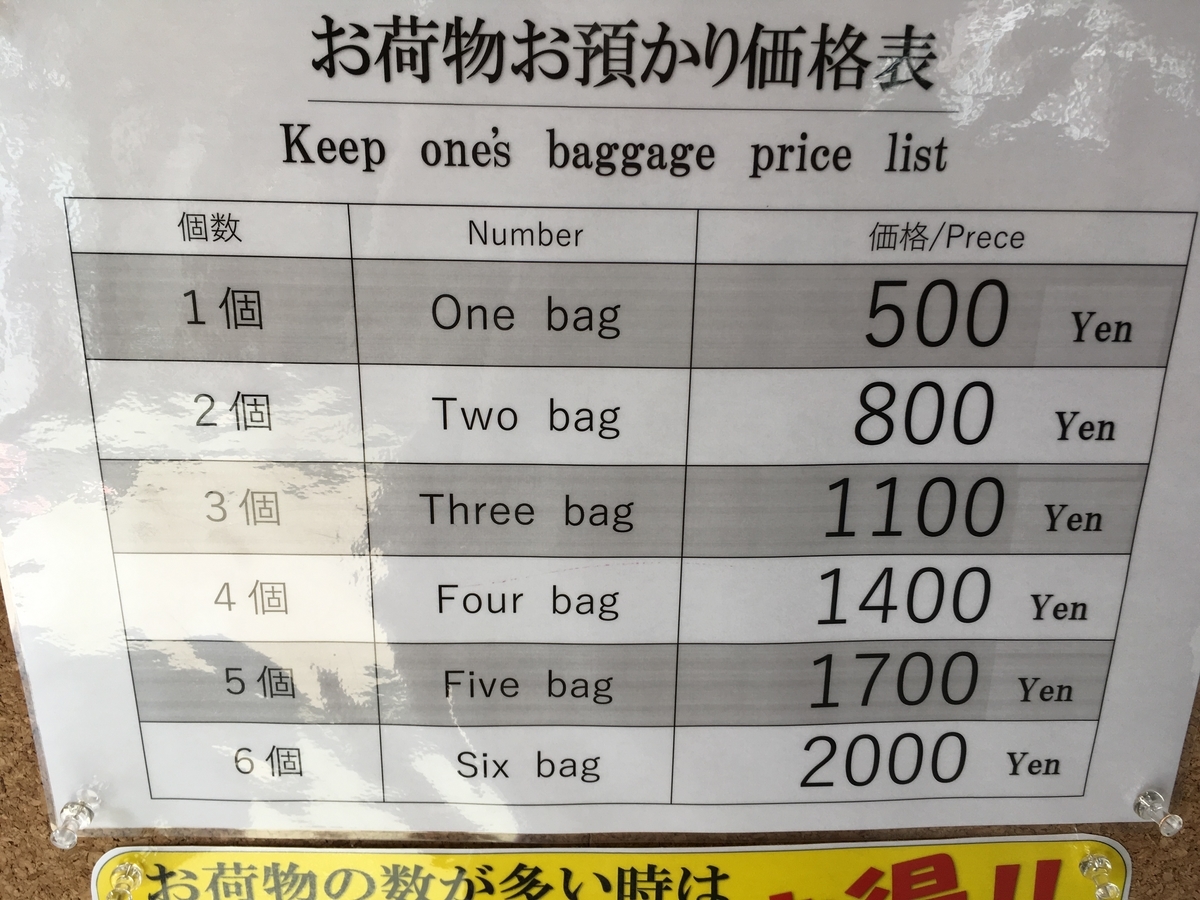 お荷物お預かり価格表
Keep one's baggage price list
個数 Number 価格/Prece
1個 One bag 500 Yen
2個 Two bag 800 Yen
3個 Three bag 1100 Yen
4個 Four bag 1400 Yen
5個 Five bag 1700 Yen
6個 Six bag 2000 Yen
お荷物の数が多い時は
得!!